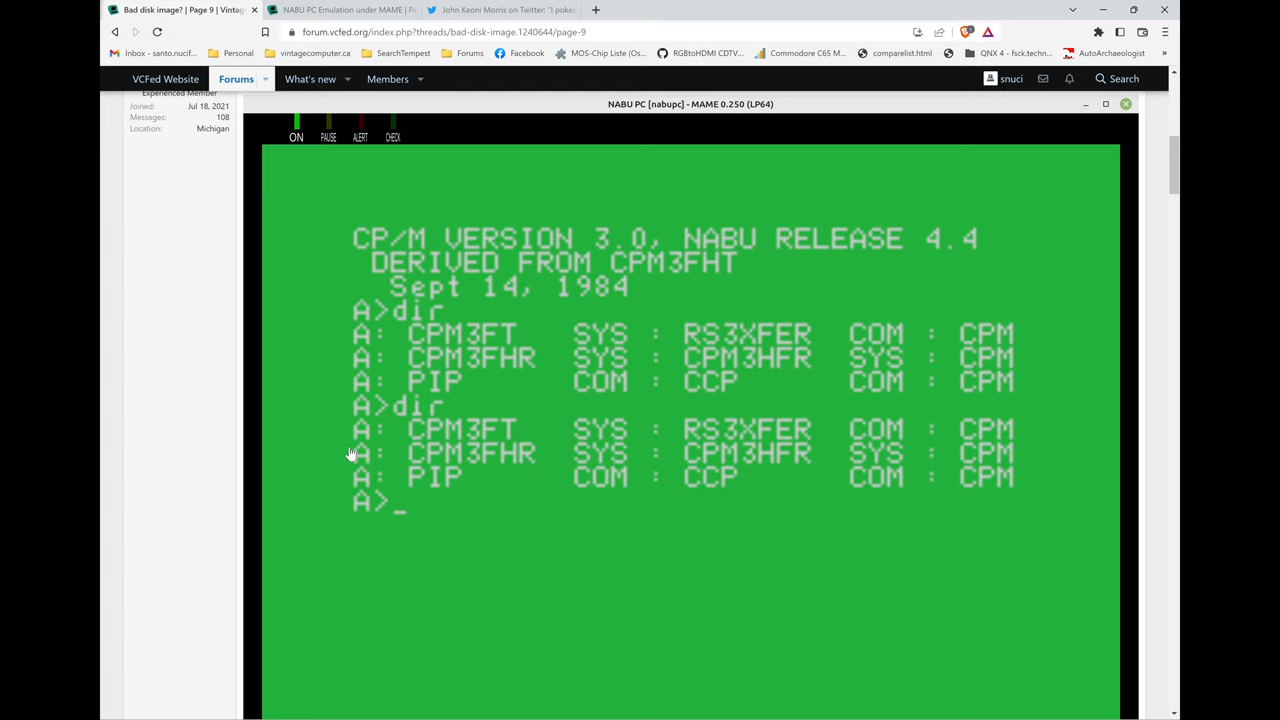 Bad disk image? | Page 9 | Vintag
NABU PC Emulation under MAME | Pa
John Keoni Morris on Twitter: "I poked
forum.vcfed.org/index.php?threads/bad-disk-image.1240644/page-9
Inbox - santo.nucif...
Personal
vintagecomputer.ca
SearchTempest
Forums
Facebook
MOS-Chip Liste (Os...
RGBtoHDMI CDTV...
Commodore C65 M...
comparelist.html
QNX 4 - fsck.techn...
AutoArchaeologist
»
VCFed Website
Forums
What's new
Members
snuci
Search
Experienced Member
Joined: Jul 18, 2021
Messages: 108
Location: Michigan
NABU PC [nabupc] - MAME 0.250 (LP64)
ON PAUSE ALERT CHECK
CP/M VERSION 3.0, NABU RELEASE 4.4
DERIVED FROM CPM3FHT
Sept 14, 1984
A>dir
A: CPM3FT SYS : RS3XFER COM : CPM
A: CPM3FHR SYS : CPM3HFR SYS : CPM
A: PIP COM : CCP COM : CPM
A>dir
A: CPM3FT SYS : RS3XFER COM : CPM
A: CPM3FHR SYS : CPM3HFR SYS : CPM
A: PIP COM : CCP COM : CPM
A>_